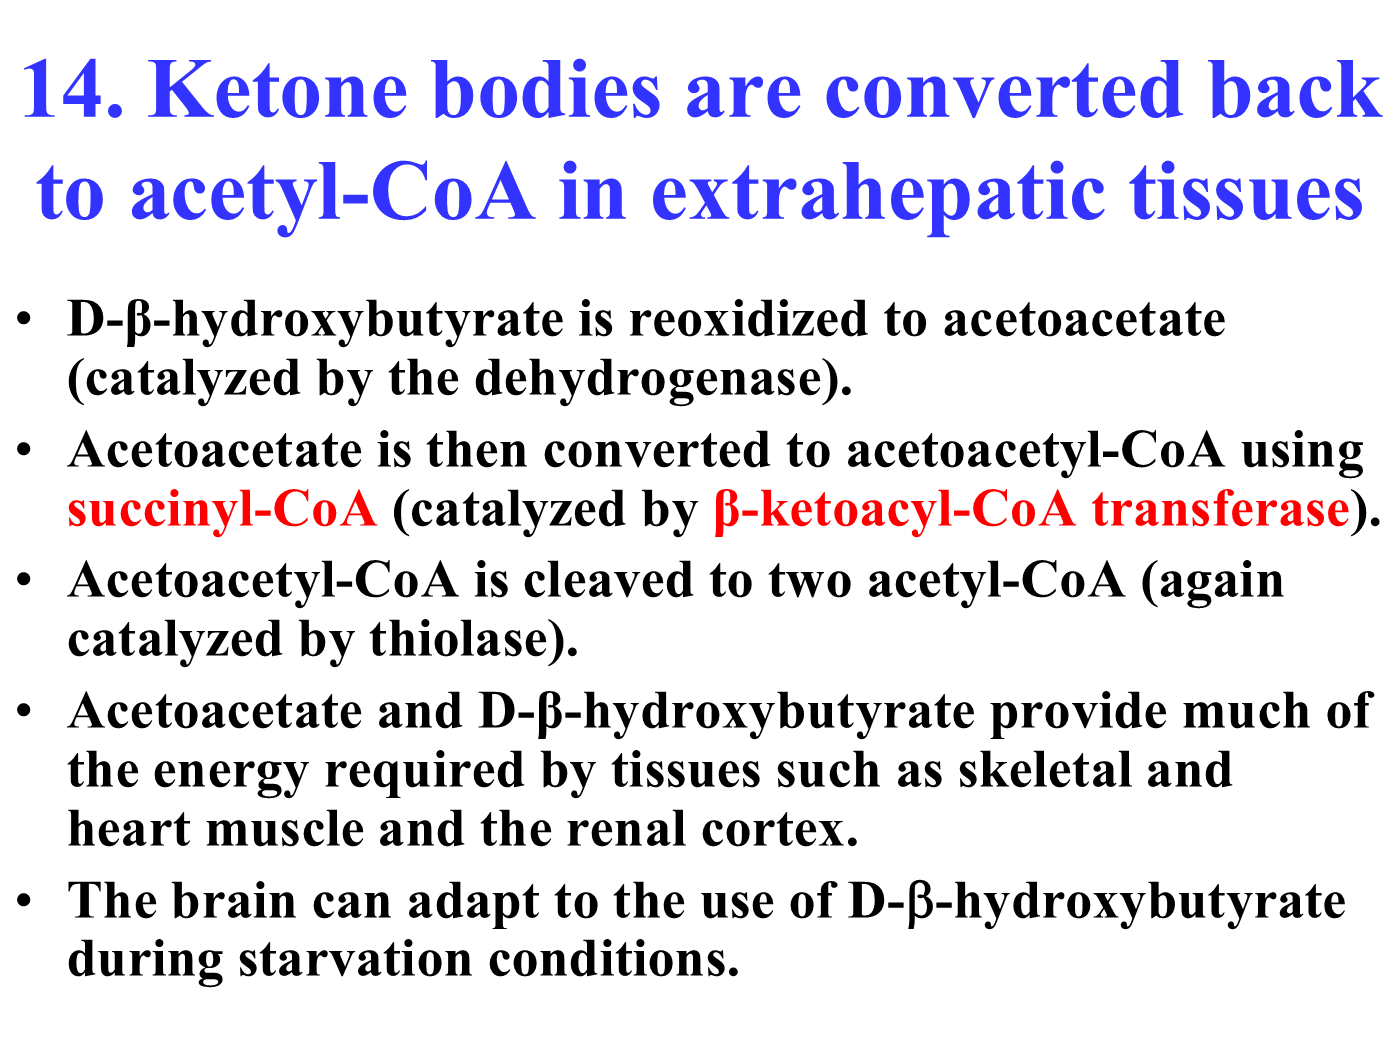 14. Ketone bodies are converted back
to acetyl-CoA in extrahepatic tissues
• D-β-hydroxybutyrate is reoxidized to acetoacetate
(catalyzed by the dehydrogenase).
• Acetoacetate is then converted to acetoacetyl-CoA using
succinyl-CoA (catalyzed by β-ketoacyl-CoA transferase).
• Acetoacetyl-CoA is cleaved to two acetyl-CoA (again
catalyzed by thiolase).
• Acetoacetate and D-β-hydroxybutyrate provide much of
the energy required by tissues such as skeletal and
heart muscle and the renal cortex.
• The brain can adapt to the use of D-β-hydroxybutyrate
during starvation conditions.